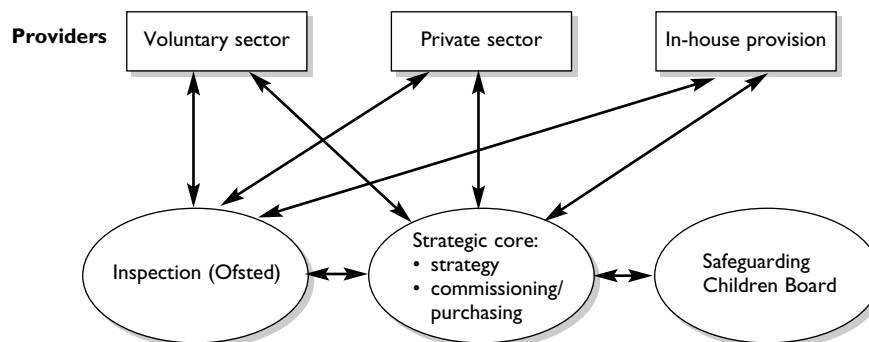 Providers
Voluntary sector
Private sector
In-house provision
Inspection (Ofsted)
Strategic core:
• strategy
• commissioning/
purchasing
Safeguarding
Children Board